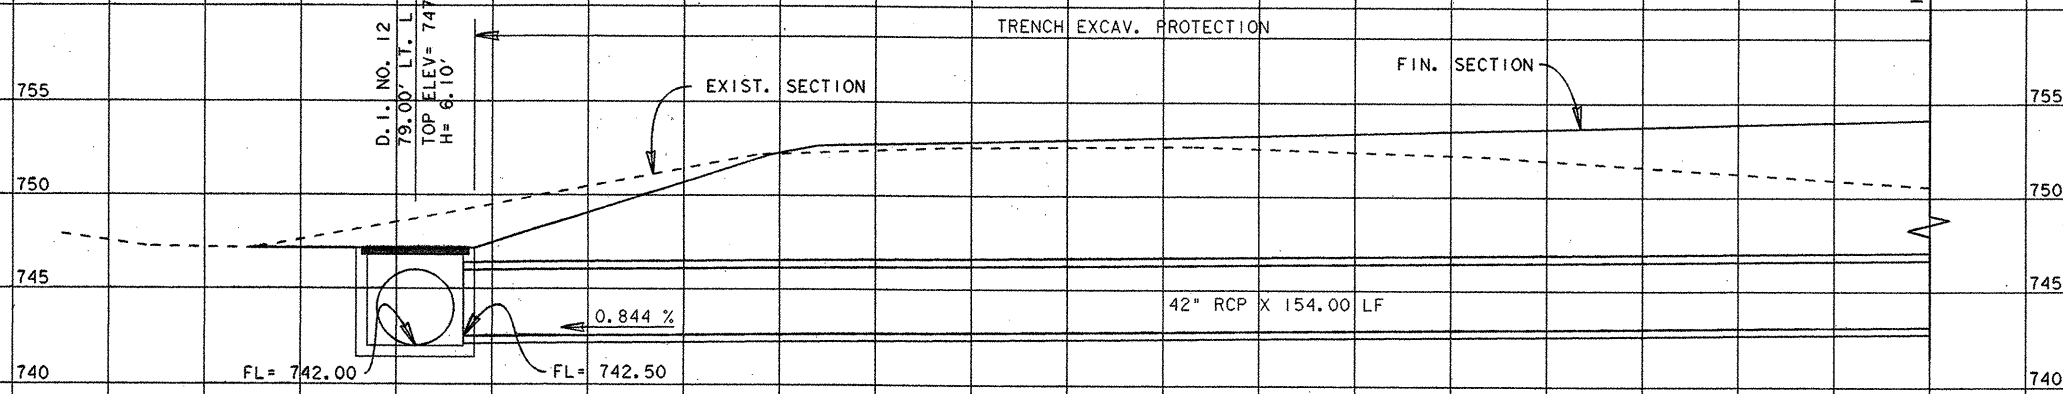 TRENCH EXCAV. PROTECTION
D.I. NO. 12
79.00' LT.
TOP ELEV= 747
H= 6.10'
EXIST. SECTION
FIN. SECTION
755
755
750
750
745
745
42" RCP X 154.00 LF
0.844 %
FL= 742.00
FL= 742.50
740
740